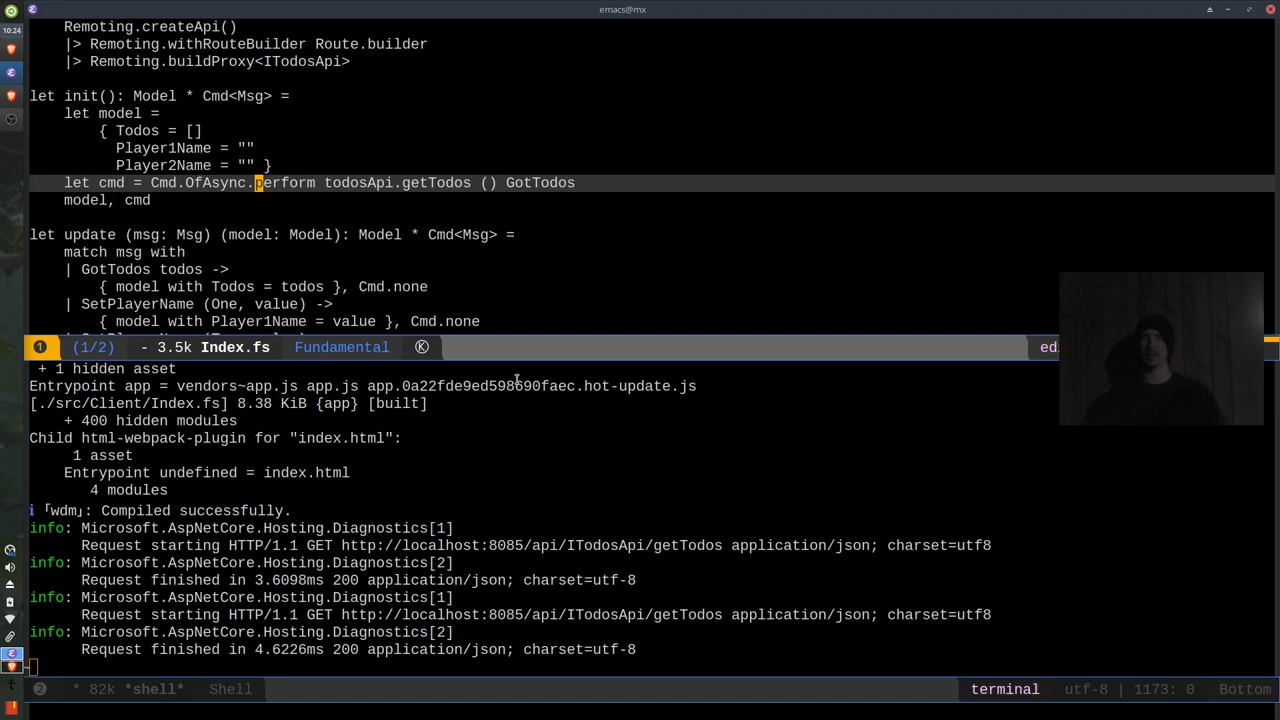 emacs@mx
10:24
Remoting.createApi()
|> Remoting.withRouteBuilder Route.builder
|> Remoting.buildProxy<ITodosApi>
let init(): Model * Cmd<Msg> =
let model =
{ Todos = []
Player1Name = ""
Player2Name = "" }
let cmd = Cmd.OfAsync.perform todosApi.getTodos () GotTodos
model, cmd
let update (msg: Msg) (model: Model): Model * Cmd<Msg> =
match msg with
| GotTodos todos ->
{ model with Todos = todos }, Cmd.none
| SetPlayerName (One, value) ->
{ model with Player1Name = value }, Cmd.none
❶ (1/2) - 3.5k Index.fs Fundamental Ⓚ
+ 1 hidden asset
Entrypoint app = vendors~app.js app.js app.0a22fde9ed598690faec.hot-update.js
[./src/Client/Index.fs] 8.38 KiB {app} [built]
+ 400 hidden modules
Child html-webpack-plugin for "index.html":
1 asset
Entrypoint undefined = index.html
4 modules
ℹ 「wdm」: Compiled successfully.
info: Microsoft.AspNetCore.Hosting.Diagnostics[1]
Request starting HTTP/1.1 GET http://localhost:8085/api/ITodosApi/getTodos application/json; charset=utf8
info: Microsoft.AspNetCore.Hosting.Diagnostics[2]
Request finished in 3.6098ms 200 application/json; charset=utf-8
info: Microsoft.AspNetCore.Hosting.Diagnostics[1]
Request starting HTTP/1.1 GET http://localhost:8085/api/ITodosApi/getTodos application/json; charset=utf8
info: Microsoft.AspNetCore.Hosting.Diagnostics[2]
Request finished in 4.6226ms 200 application/json; charset=utf-8
❷ * 82k *shell* Shell terminal utf-8 | 1173: 0 Bottom